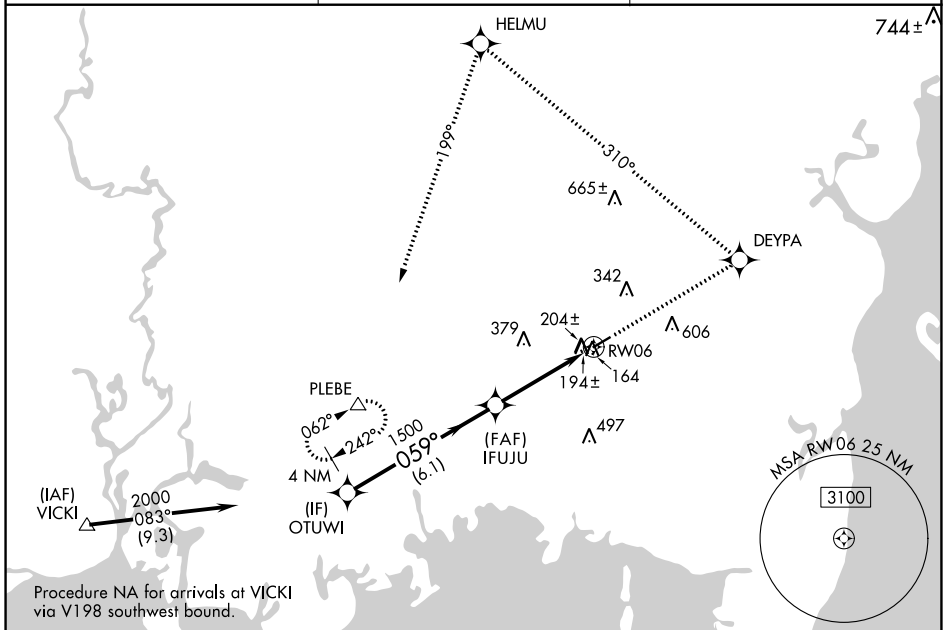 HELMU
744±
199°
310°
665±
DEYPA
342
204±
379
606
RW06
194±
164
PLEBE
062°
242°
1500
059°
(6.1)
(FAF)
IFUJU
497
4 NM
(IF)
OTUWI
(IAF)
VICKI
2000
083°
(9.3)
MSA RW06 25 NM
3100
Procedure NA for arrivals at VICKI
via V198 southwest bound.